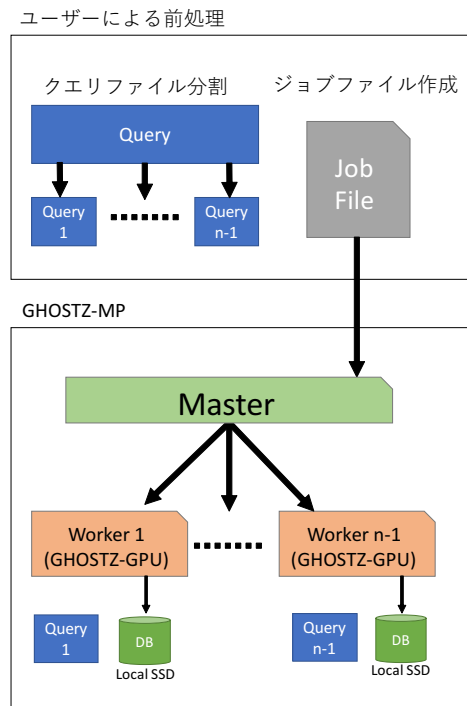 ユーザーによる前処理
クエリファイル分割
ジョブファイル作成
Query
Job
File
Query
1
Query
n-1
GHOSTZ-MP
Master
Worker 1
(GHOSTZ-GPU)
Worker n-1
(GHOSTZ-GPU)
Query
1
DB
Local SSD
Query
n-1
DB
Local SSD